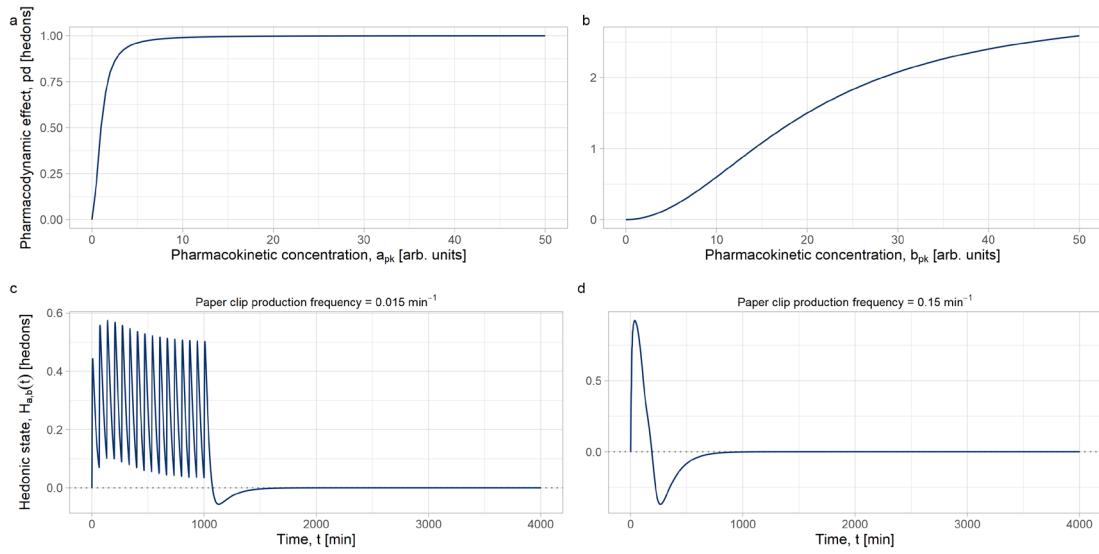 a
Pharmacodynamic effect, pd [hedons]
1.00
0.75
0.50
0.25
0.00
0 10 20 30 40 50
Pharmacokinetic concentration, apk [arb. units]
b
2
1
0
0 10 20 30 40 50
Pharmacokinetic concentration, bpk [arb. units]
c
Paper clip production frequency = 0.015 min⁻¹
Hedonic state, Ha,b(t) [hedons]
0.6
0.4
0.2
0.0
0 1000 2000 3000 4000
Time, t [min]
d
Paper clip production frequency = 0.15 min⁻¹
0.5
0.0
0 1000 2000 3000 4000
Time, t [min]